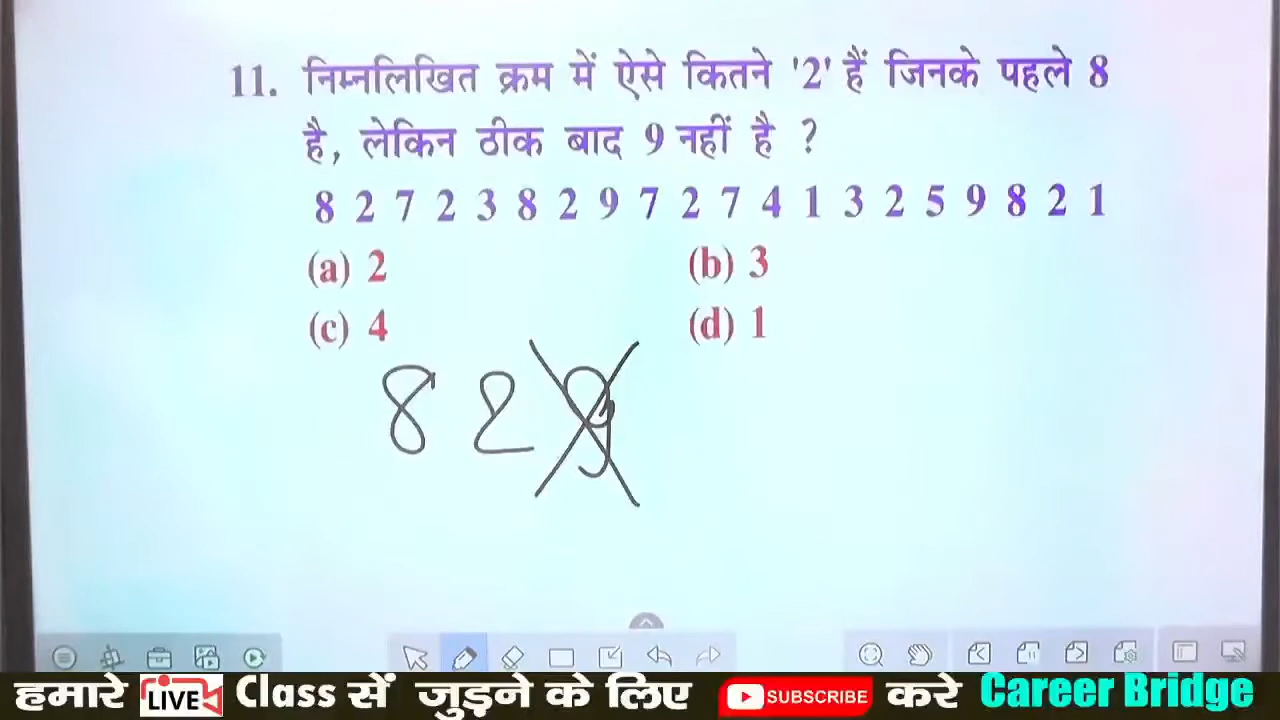 11. निम्नलिखित क्रम में ऐसे कितने '2' हैं जिनके पहले 8
है, लेकिन ठीक बाद 9 नहीं है ?
8 2 7 2 3 8 2 9 7 2 7 4 1 3 2 5 9 8 2 1
(a) 2 (b) 3
(c) 4 (d) 1
8 2 9
हमारे LIVE Class सें जुड़ने के लिए SUBSCRIBE करे Career Bridge